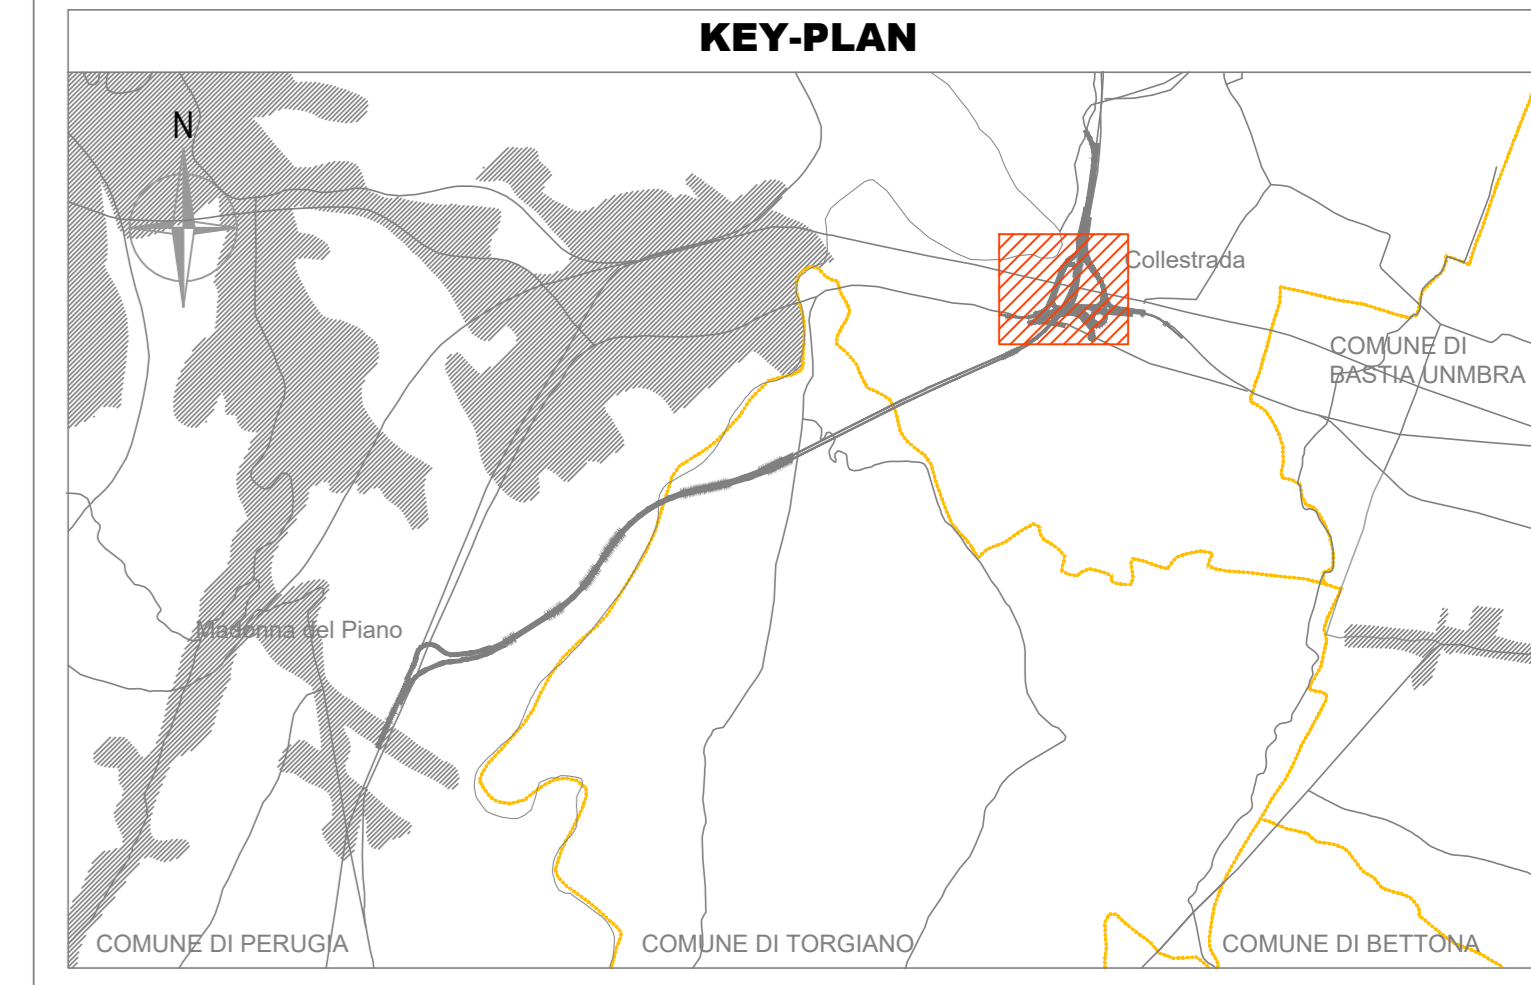 KEY-PLAN
N
Collestrada
COMUNE DI
BASTIA UNMBRA
Madonna del Piano
COMUNE DI PERUGIA
COMUNE DI TORGIANO
COMUNE DI BETTONA